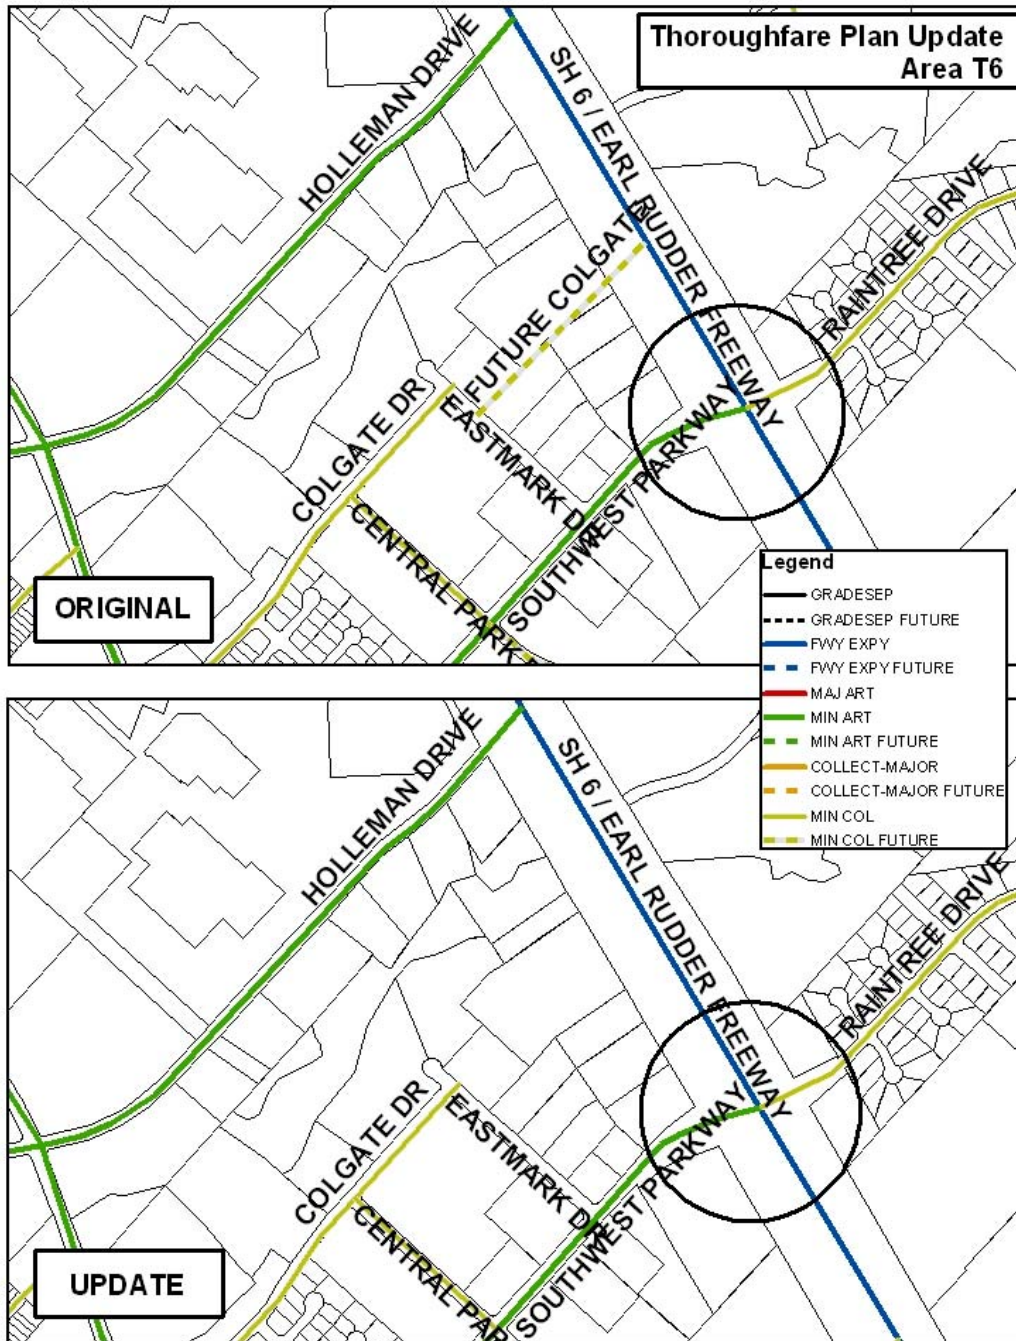 Thoroughfare Plan Update
Area T6
HOLLEMAN DRIVE
SH 6 / EARL RUDDER FREEWAY
RAINTREE DRIVE
FUTURE COLGATE
COLGATE DR
EASTMARK DR
SOUTHWEST PARKWAY
CENTRAL PARK
ORIGINAL
Legend
GRADESEP
GRADESEP FUTURE
FWY EXPY
FWY EXPY FUTURE
MAJ ART
MIN ART
MIN ART FUTURE
COLLECT-MAJOR
COLLECT-MAJOR FUTURE
MIN COL
MIN COL FUTURE
HOLLEMAN DRIVE
SH 6 / EARL RUDDER FREEWAY
RAINTREE DRIVE
COLGATE DR
EASTMARK DR
SOUTHWEST PARKWAY
CENTRAL PAR
UPDATE